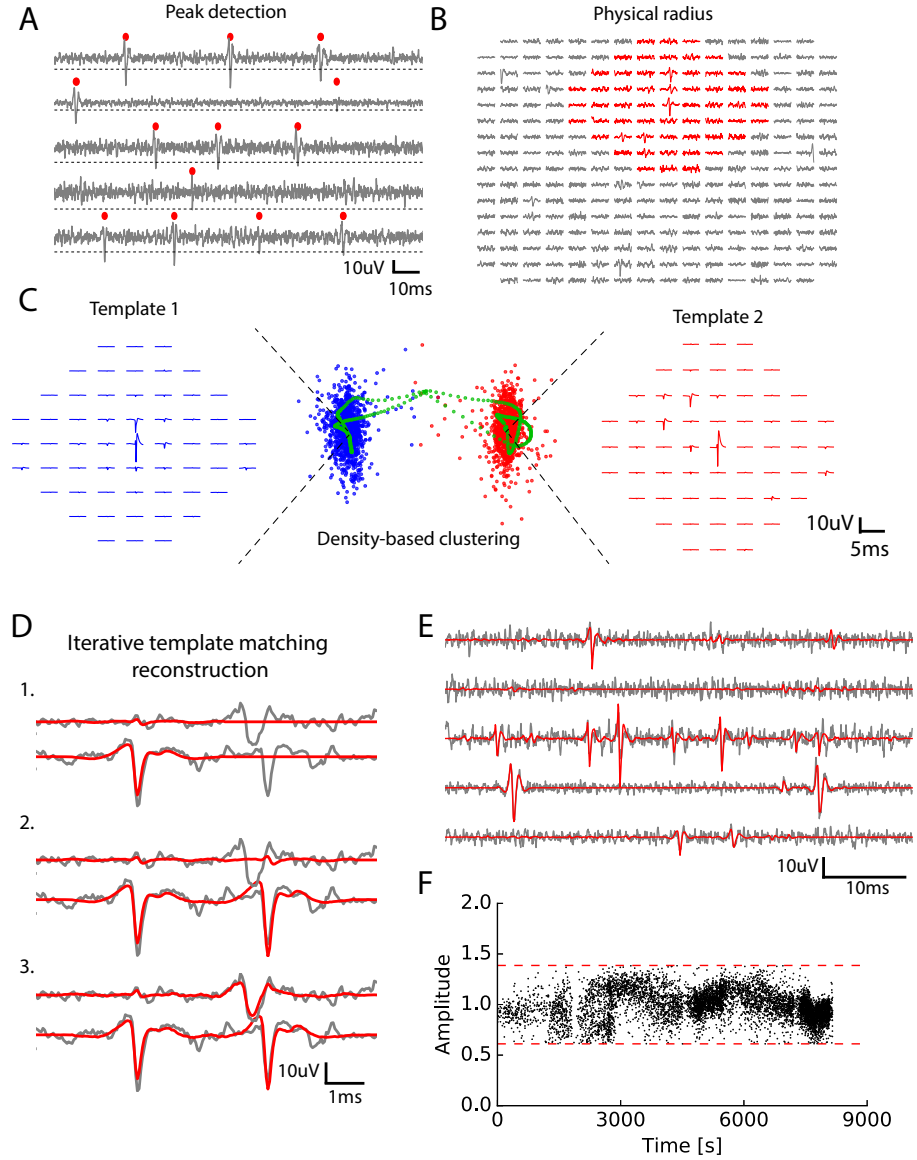 A
Peak detection
10uV
10ms
B
Physical radius
C
Template 1
Template 2
Density-based clustering
10uV
5ms
D
Iterative template matching
reconstruction
1.
2.
3.
10uV
1ms
E
10uV
10ms
F
2.0
1.5
1.0
0.5
0.0
Amplitude
0
3000
6000
9000
Time [s]